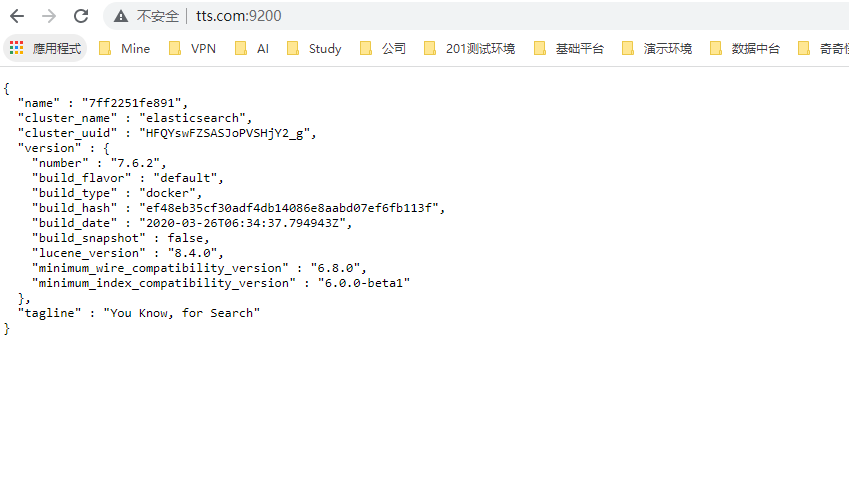 不安全 tts.com:9200
應用程式 Mine VPN AI Study 公司 201测试环境 基础平台 演示环境 数据中台 奇奇怪
{
  "name" : "7ff2251fe891",
  "cluster_name" : "elasticsearch",
  "cluster_uuid" : "HFQYswFZSASJoPVSHjY2_g",
  "version" : {
    "number" : "7.6.2",
    "build_flavor" : "default",
    "build_type" : "docker",
    "build_hash" : "ef48eb35cf30adf4db14086e8aabd07ef6fb113f",
    "build_date" : "2020-03-26T06:34:37.794943Z",
    "build_snapshot" : false,
    "lucene_version" : "8.4.0",
    "minimum_wire_compatibility_version" : "6.8.0",
    "minimum_index_compatibility_version" : "6.0.0-beta1"
  },
  "tagline" : "You Know, for Search"
}